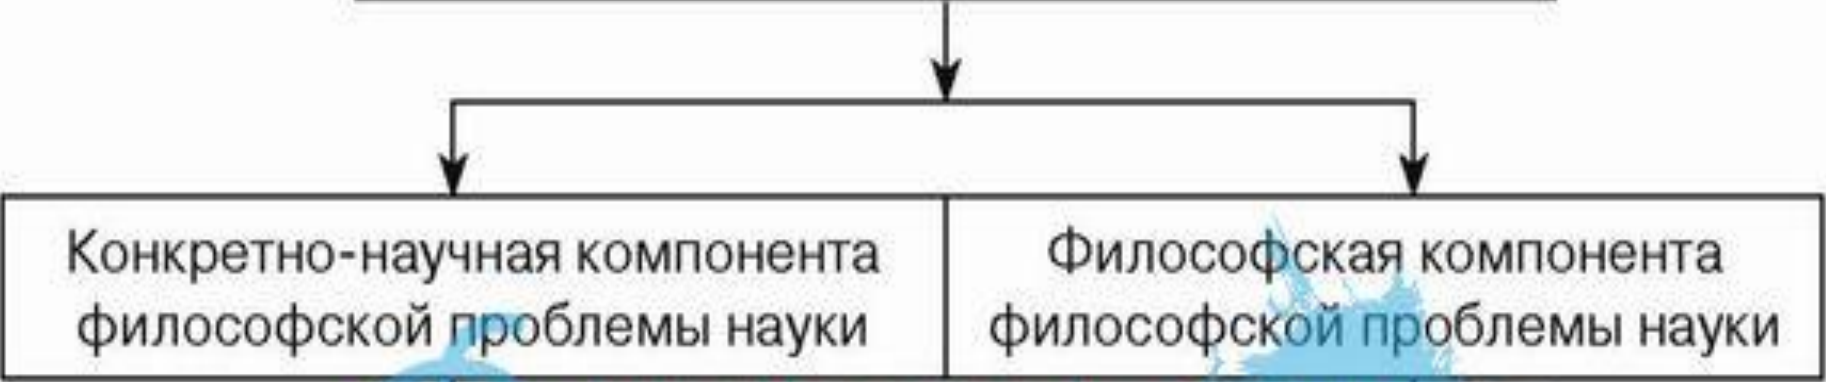 Конкретно-научная компонента
философской проблемы науки
Философская компонента
философской проблемы науки